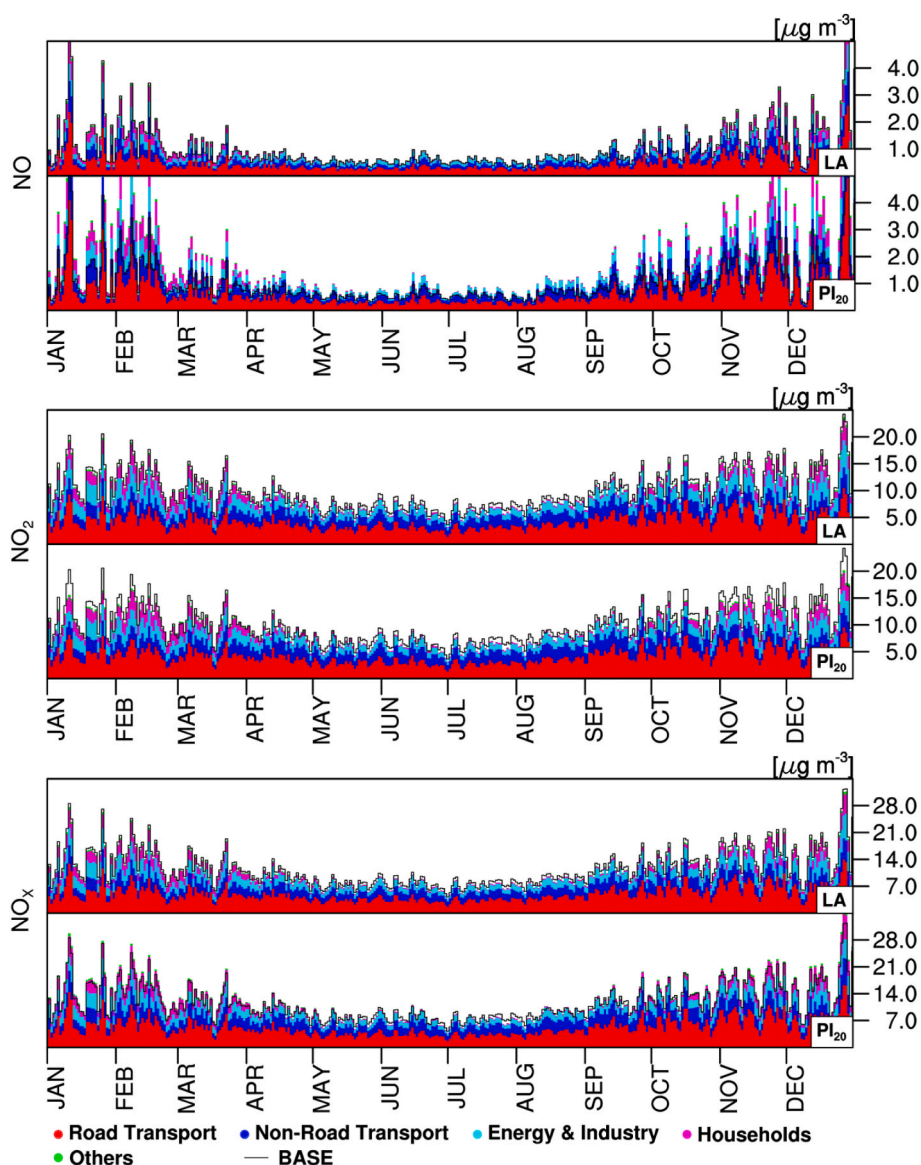 [μg m-3]
4.0
3.0
2.0
1.0
LA
NO
4.0
3.0
2.0
1.0
PI20
JAN FEB MAR APR MAY JUN JUL AUG SEP OCT NOV DEC
[μg m-3]
20.0
15.0
10.0
5.0
LA
NO2
20.0
15.0
10.0
5.0
PI20
JAN FEB MAR APR MAY JUN JUL AUG SEP OCT NOV DEC
[μg m-3]
28.0
21.0
14.0
7.0
LA
NOX
28.0
21.0
14.0
7.0
PI20
JAN FEB MAR APR MAY JUN JUL AUG SEP OCT NOV DEC
Road Transport Non-Road Transport Energy & Industry Households
Others BASE